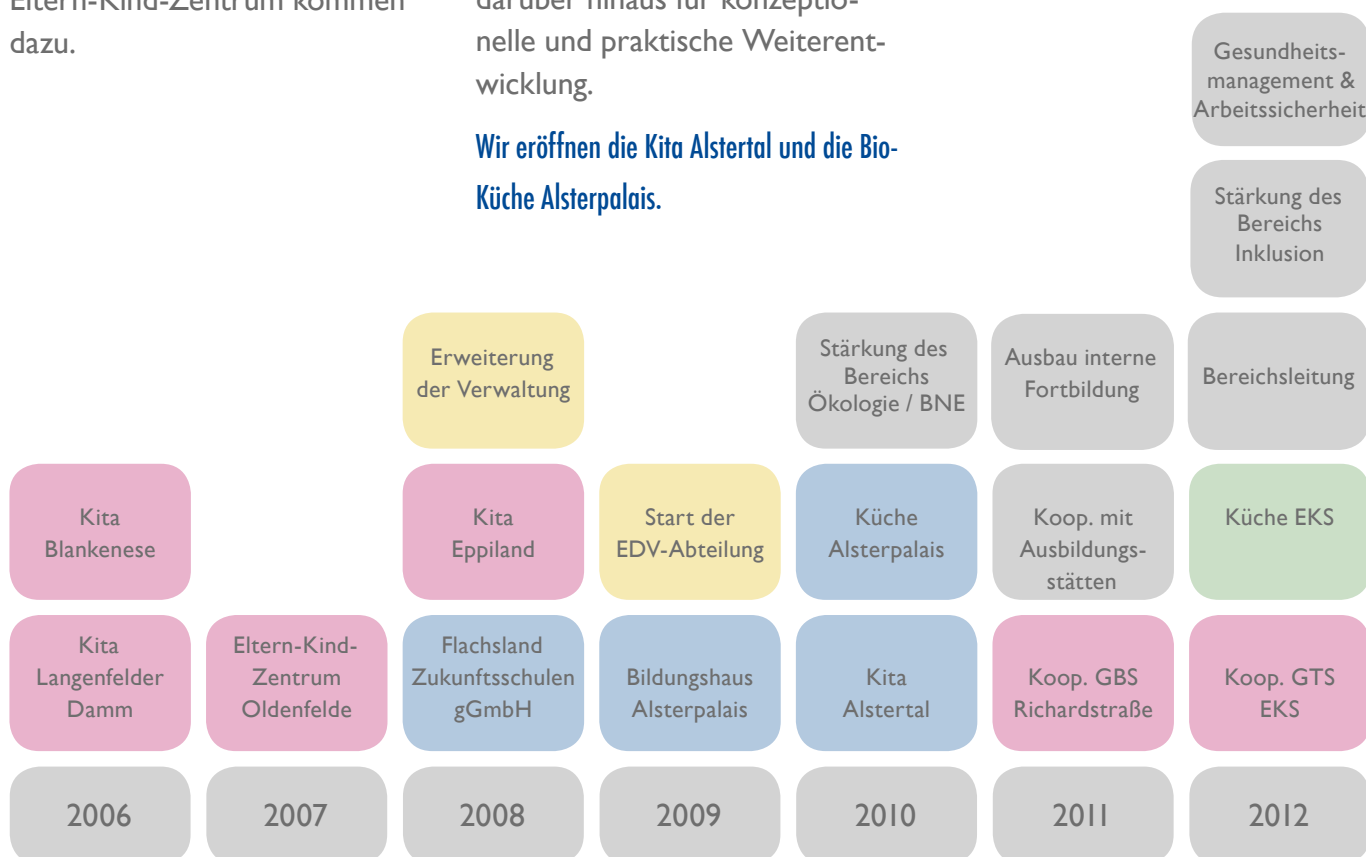 Eltern-Kind-Zentrum kommen
dazu.
darüber hinaus für konzeptio-
nelle und praktische Weiterent-
wicklung.
Wir eröffnen die Kita Alstertal und die Bio-
Küche Alsterpalais.
Gesundheits-
management &
Arbeitssicherheit
Stärkung des
Bereichs
Inklusion
Erweiterung
der Verwaltung
Stärkung des
Bereichs
Ökologie / BNE
Ausbau interne
Fortbildung
Bereichsleitung
Kita
Blankenese
Kita
Eppiland
Start der
EDV-Abteilung
Küche
Alsterpalais
Koop. mit
Ausbildungs-
stätten
Küche EKS
Kita
Langenfelder
Damm
Eltern-Kind-
Zentrum
Oldenfelde
Flachsland
Zukunftsschulen
gGmbH
Bildungshaus
Alsterpalais
Kita
Alstertal
Koop. GBS
Richardstraße
Koop. GTS
EKS
2006
2007
2008
2009
2010
2011
2012